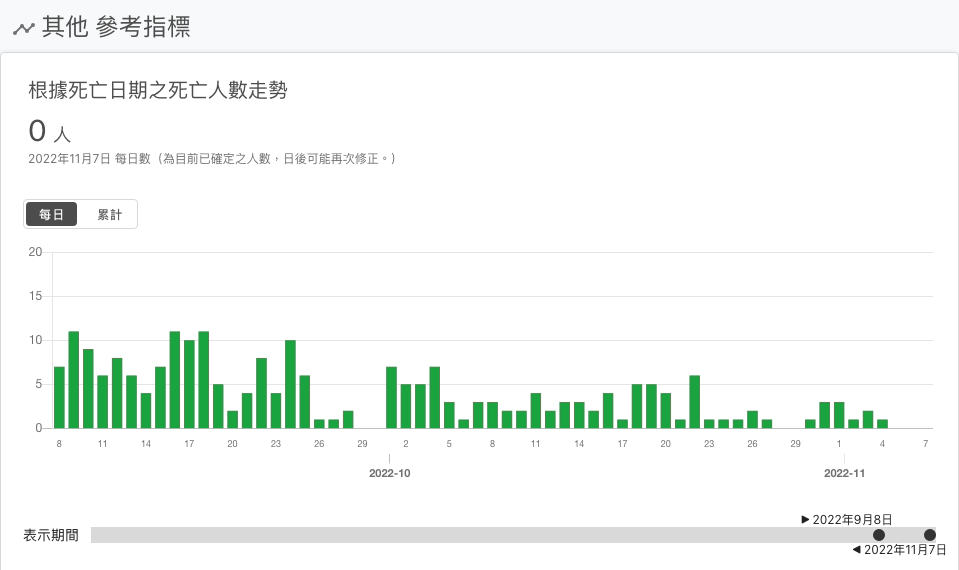 其他 參考指標
根據死亡日期之死亡人數走勢
0 人
2022年11月7日 每日數（為目前已確定之人數，日後可能再次修正。）
每日 累計
20
15
10
5
0
8 11 14 17 20 23 26 29 2 5 8 11 14 17 20 23 26 29 1 4 7
2022-10 2022-11
▶ 2022年9月8日
表示期間
◀ 2022年11月7日